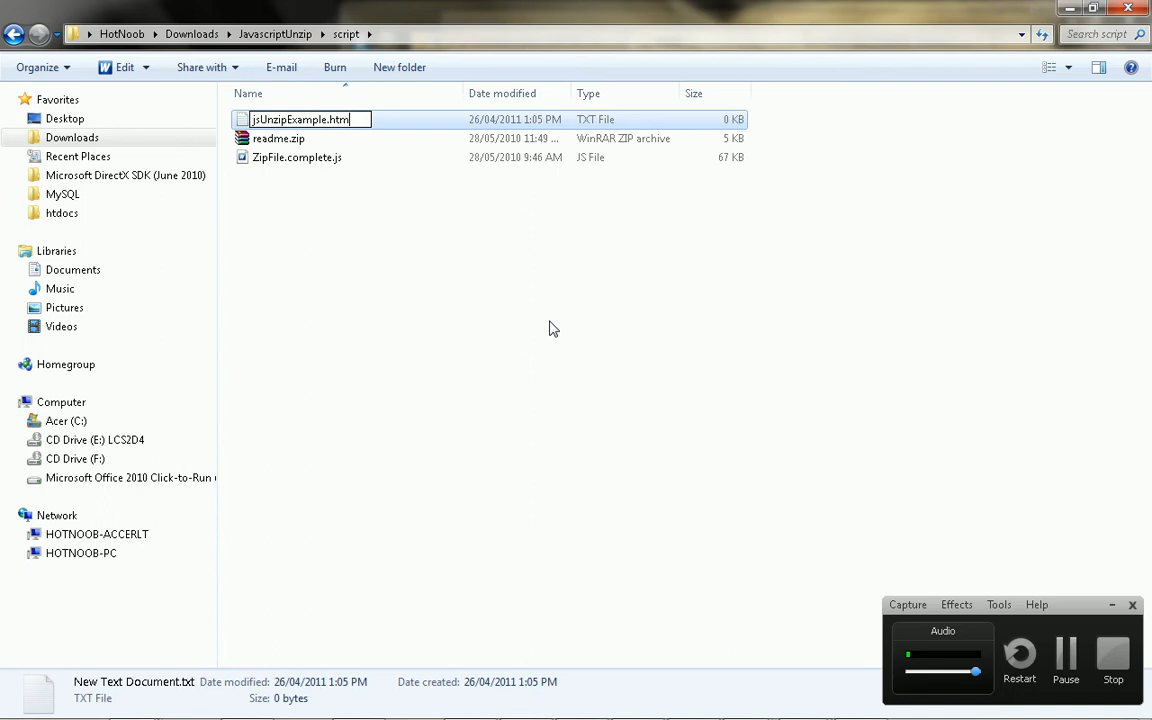 HotNoob Downloads JavascriptUnzip script
Search script
Organize Edit Share with E-mail Burn New folder
Name Date modified Type Size
jsUnzipExample.htm 26/04/2011 1:05 PM TXT File 0 KB
readme.zip 28/05/2010 11:49 ... WinRAR ZIP archive 5 KB
ZipFile.complete.js 28/05/2010 9:46 AM JS File 67 KB
Favorites
Desktop
Downloads
Recent Places
Microsoft DirectX SDK (June 2010)
MySQL
htdocs
Libraries
Documents
Music
Pictures
Videos
Homegroup
Computer
Acer (C:)
CD Drive (E:) LCS2D4
CD Drive (F:)
Microsoft Office 2010 Click-to-Run
Network
HOTNOOB-ACCERLT
HOTNOOB-PC
Capture Effects Tools Help
Audio
Restart Pause Stop
New Text Document.txt Date modified: 26/04/2011 1:05 PM Date created: 26/04/2011 1:05 PM
TXT File Size: 0 bytes